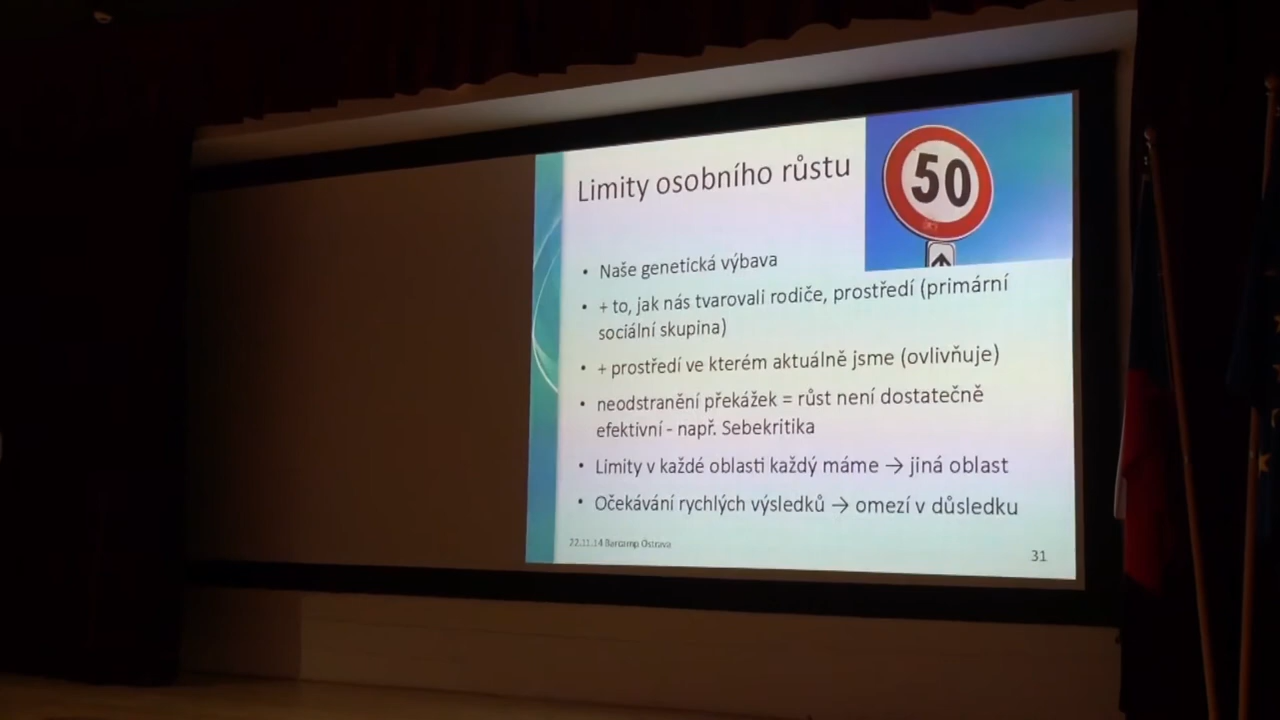 Limity osobního růstu
50
• Naše genetická výbava
• + to, jak nás tvarovali rodiče, prostředí (primární
sociální skupina)
• + prostředí ve kterém aktuálně jsme (ovlivňuje)
• neodstranění překážek = růst není dostatečně
efektivní - např. Sebekritika
• Limity v každé oblasti každý máme → jiná oblast
• Očekávání rychlých výsledků → omezí v důsledku
22.11.14 Barcamp Ostrava
31